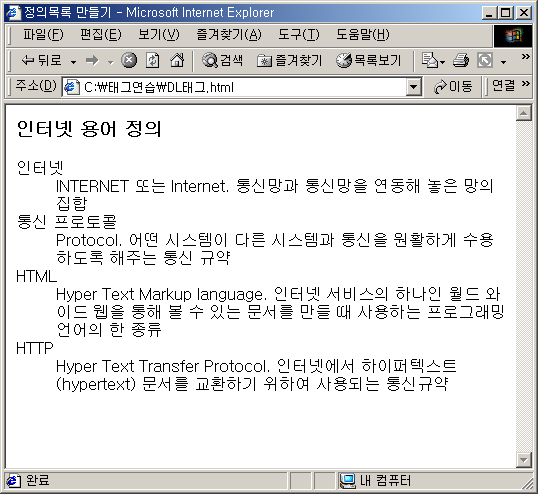 정의목록 만들기 - Microsoft Internet Explorer
파일(F) 편집(E) 보기(V) 즐겨찾기(A) 도구(T) 도움말(H) »
뒤로 검색 즐겨찾기 목록보기 »
주소(D) C:₩태그연습₩DL태그.html 이동 연결 »
인터넷 용어 정의
인터넷
INTERNET 또는 Internet. 통신망과 통신망을 연동해 놓은 망의
집합
통신 프로토콜
Protocol. 어떤 시스템이 다른 시스템과 통신을 원활하게 수용
하도록 해주는 통신 규약
HTML
Hyper Text Markup language. 인터넷 서비스의 하나인 월드 와
이드 웹을 통해 볼 수 있는 문서를 만들 때 사용하는 프로그래밍
언어의 한 종류
HTTP
Hyper Text Transfer Protocol. 인터넷에서 하이퍼텍스트
(hypertext) 문서를 교환하기 위하여 사용되는 통신규약
완료 내 컴퓨터